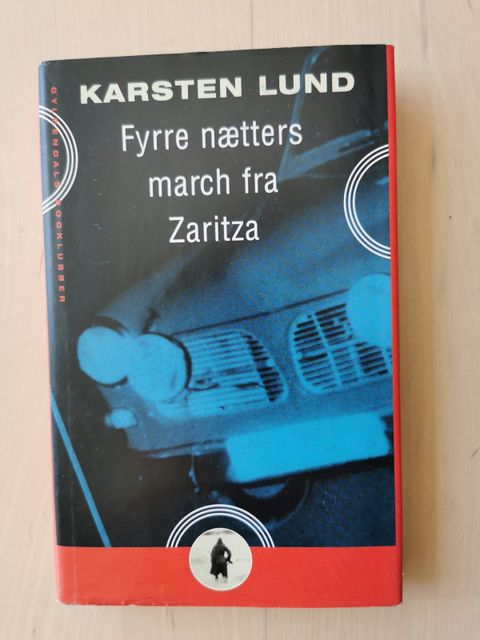 KARSTEN LUND
Fyrre nætters
march fra
Zaritza
GYLDENDALS BOGKLUBBER